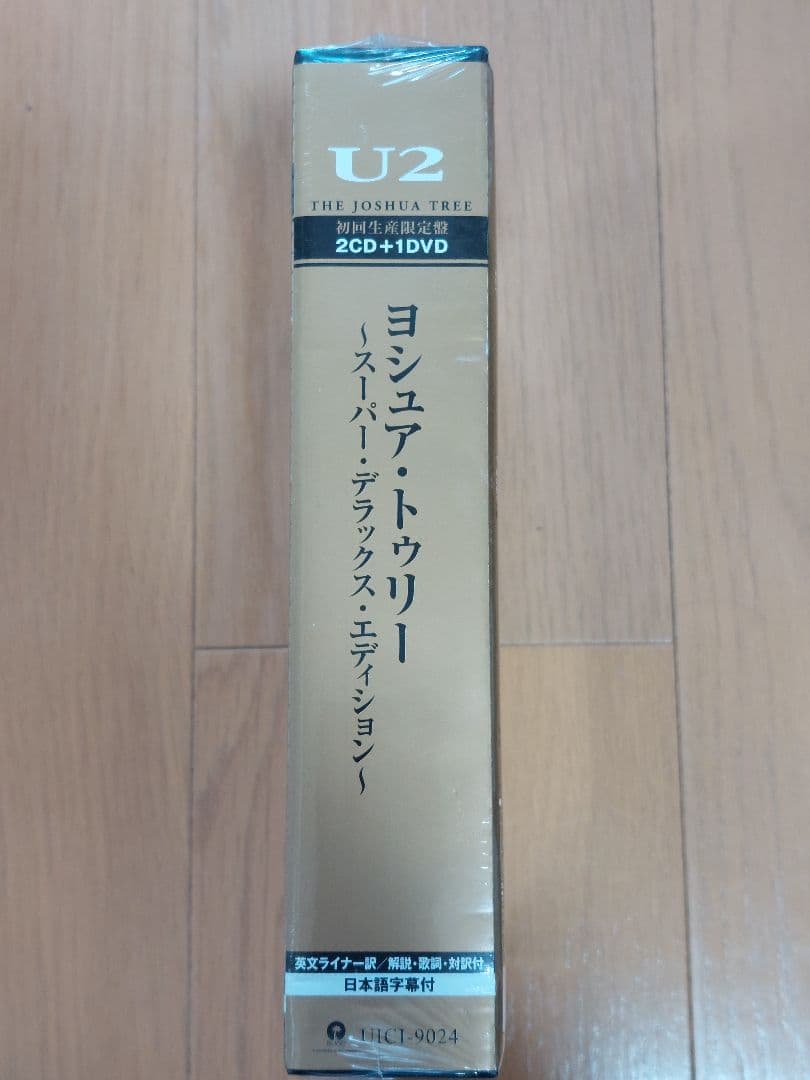 U2
THE JOSHUA TREE
初回生産限定盤
2CD+1DVD
ヨシュア・トゥリー
～スーパー・デラックス・エディション～
英文ライナー訳/解説・歌詞・対訳付
日本語字幕付
UICI-9024